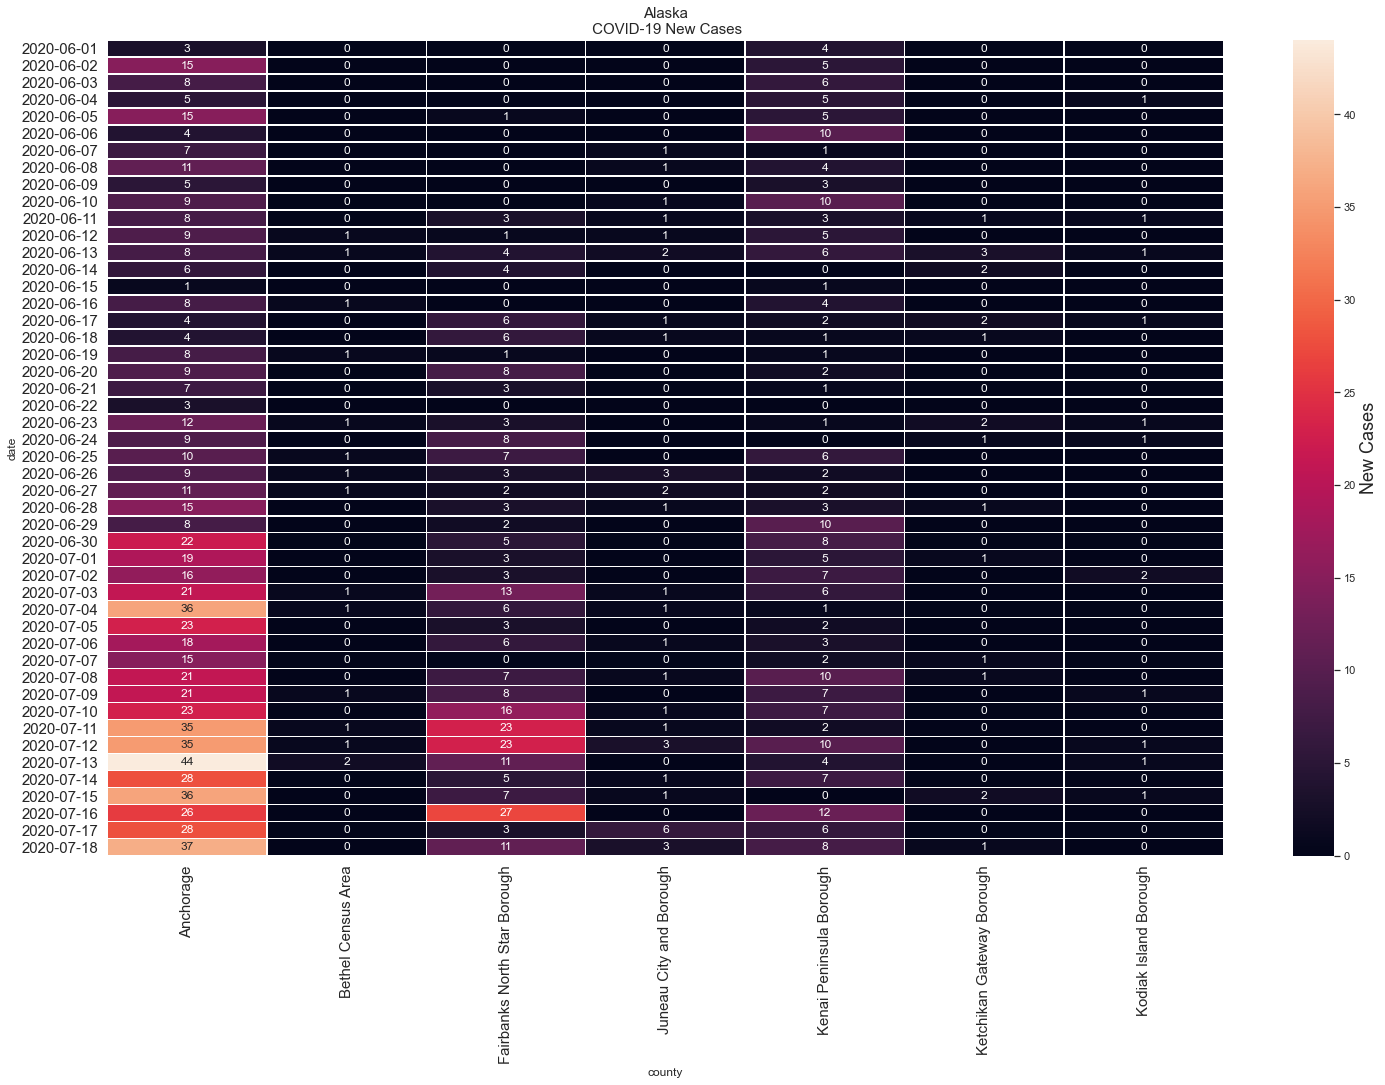 Alaska
COVID-19 New Cases
2020-06-01 3 0 0 0 4 0 0
2020-06-02 15 0 0 0 5 0 0
2020-06-03 8 0 0 0 6 0 0
2020-06-04 5 0 0 0 5 0 1
2020-06-05 15 0 1 0 5 0 0
2020-06-06 4 0 0 0 10 0 0
2020-06-07 7 0 0 1 1 0 0
2020-06-08 11 0 0 1 4 0 0
2020-06-09 5 0 0 0 3 0 0
2020-06-10 9 0 0 1 10 0 0
2020-06-11 8 0 3 1 3 1 1
2020-06-12 9 1 1 1 5 0 0
2020-06-13 8 1 4 2 6 3 1
2020-06-14 6 0 4 0 0 2 0
2020-06-15 1 0 0 0 1 0 0
2020-06-16 8 1 0 0 4 0 0
2020-06-17 4 0 6 1 2 2 1
2020-06-18 4 0 6 1 1 1 0
2020-06-19 8 1 1 0 1 0 0
2020-06-20 9 0 8 0 2 0 0
2020-06-21 7 0 3 0 1 0 0
2020-06-22 3 0 0 0 0 0 0
2020-06-23 12 1 3 0 1 2 1
2020-06-24 9 0 8 0 0 1 1
2020-06-25 10 1 7 0 6 0 0
2020-06-26 9 1 3 3 2 0 0
2020-06-27 11 1 2 2 2 0 0
2020-06-28 15 0 3 1 3 1 0
2020-06-29 8 0 2 0 10 0 0
2020-06-30 22 0 5 0 8 0 0
2020-07-01 19 0 3 0 5 1 0
2020-07-02 16 0 3 0 7 0 2
2020-07-03 21 1 13 1 6 0 0
2020-07-04 36 1 6 1 1 0 0
2020-07-05 23 0 3 0 2 0 0
2020-07-06 18 0 6 1 3 0 0
2020-07-07 15 0 0 0 2 1 0
2020-07-08 21 0 7 1 10 1 0
2020-07-09 21 1 8 0 7 0 1
2020-07-10 23 0 16 1 7 0 0
2020-07-11 35 1 23 1 2 0 0
2020-07-12 35 1 23 3 10 0 1
2020-07-13 44 2 11 0 4 0 1
2020-07-14 28 0 5 1 7 0 0
2020-07-15 36 0 7 1 0 2 1
2020-07-16 26 0 27 0 12 0 0
2020-07-17 28 0 3 6 6 0 0
2020-07-18 37 0 11 3 8 1 0
date
Anchorage
Bethel Census Area
Fairbanks North Star Borough
Juneau City and Borough
Kenai Peninsula Borough
Ketchikan Gateway Borough
Kodiak Island Borough
county
40
35
30
25
20
15
10
5
0
New Cases